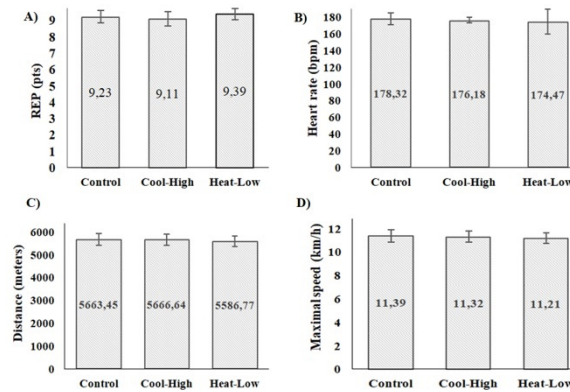 A)
REP (pts)
9
8
7
6
5
4
3
2
1
0
9,23
9,11
9,39
Control
Cool-High
Heat-Low
B)
Heart rate (bpm)
180
160
140
120
100
80
60
40
20
0
178,32
176,18
174,47
Control
Cool-High
Heat-Low
C)
Distance (meters)
6000
5000
4000
3000
2000
1000
0
5663,45
5666,64
5586,77
Control
Cool-High
Heat-Low
D)
Maximal speed (km/h)
12
10
8
6
4
2
0
11,39
11,32
11,21
Control
Cool-High
Heat-Low